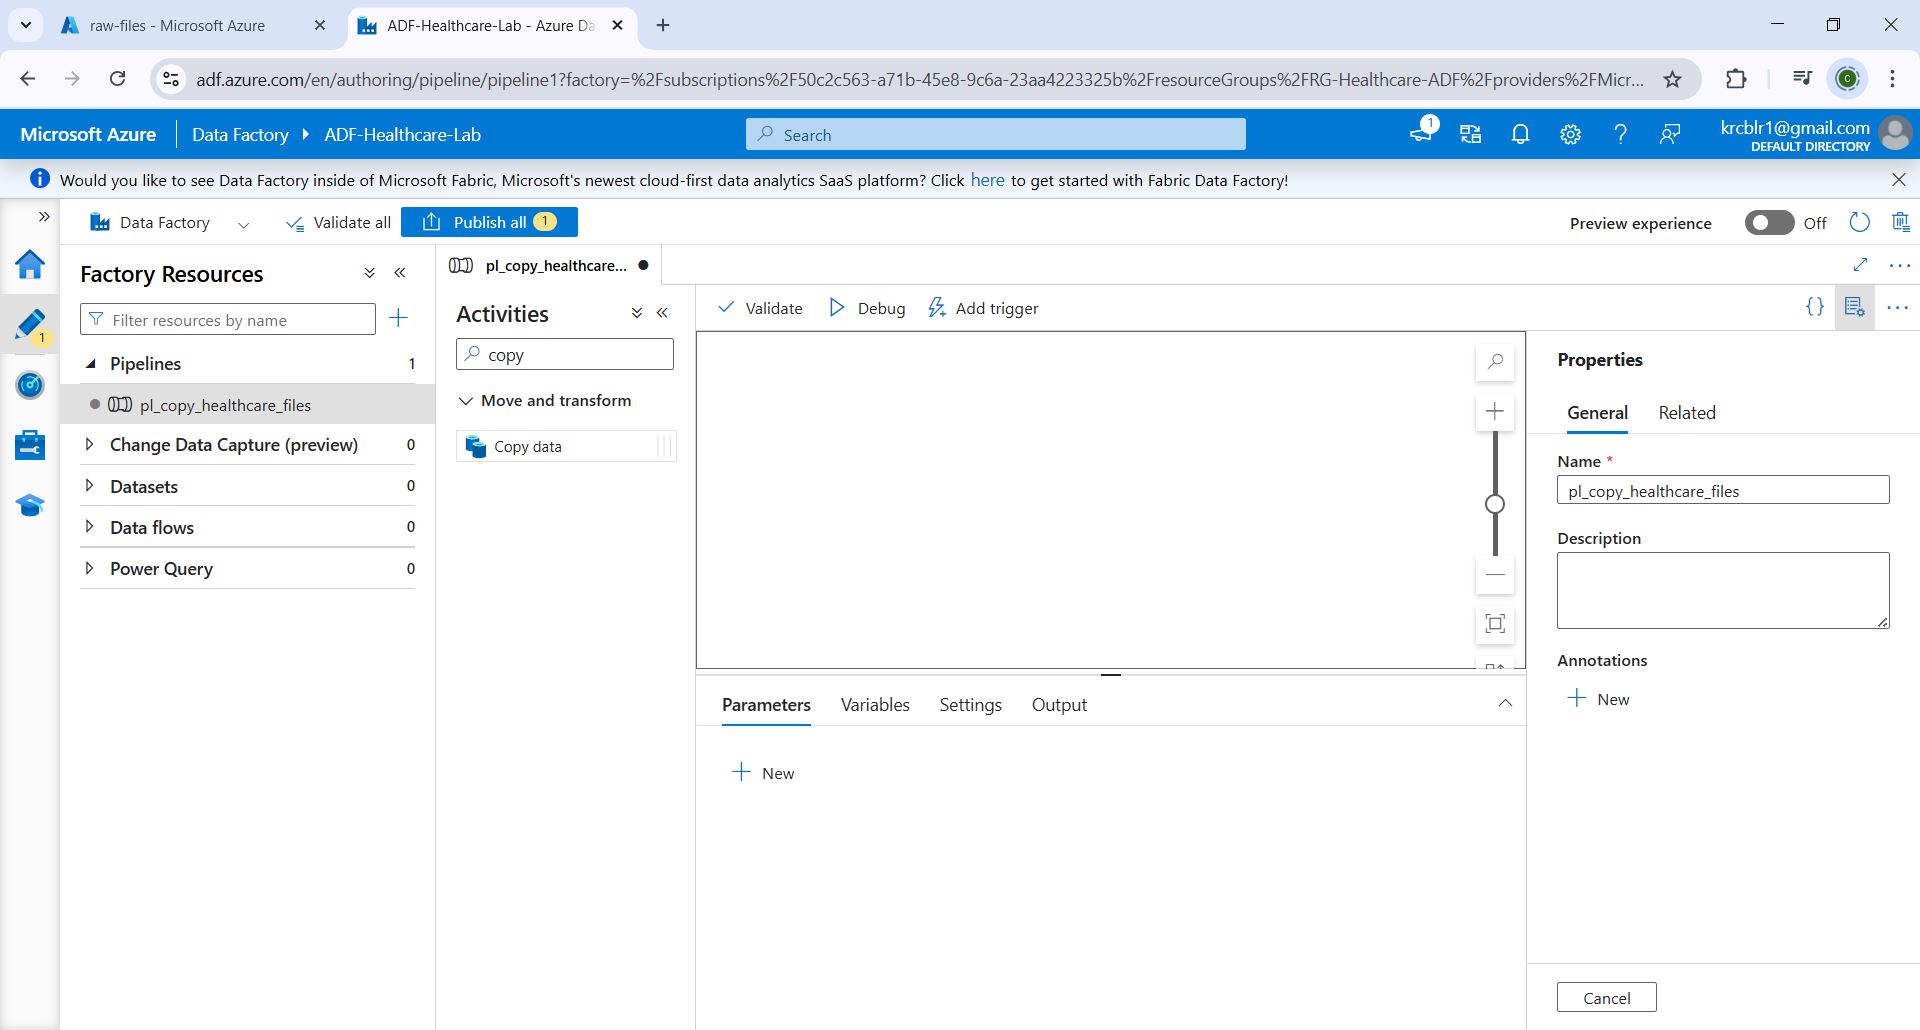 raw-files - Microsoft Azure
ADF-Healthcare-Lab - Azure Da
adf.azure.com/en/authoring/pipeline/pipeline1?factory=%2Fsubscriptions%2F50c2c563-a71b-45e8-9c6a-23aa4223325b%2FresourceGroups%2FRG-Healthcare-ADF%2Fproviders%2FMicr...
C
Microsoft Azure
Data Factory
ADF-Healthcare-Lab
Search
1
krcblr1@gmail.com
DEFAULT DIRECTORY
Would you like to see Data Factory inside of Microsoft Fabric, Microsoft's newest cloud-first data analytics SaaS platform? Click here to get started with Fabric Data Factory!
Data Factory
Validate all
Publish all 1
Preview experience
Off
Factory Resources
Filter resources by name
1
Pipelines 1
pl_copy_healthcare_files
Change Data Capture (preview) 0
Datasets 0
Data flows 0
Power Query 0
pl_copy_healthcare...
Activities
copy
Move and transform
Copy data
Validate
Debug
Add trigger
{}
Parameters
Variables
Settings
Output
New
Properties
General
Related
Name *
pl_copy_healthcare_files
Description
Annotations
New
Cancel